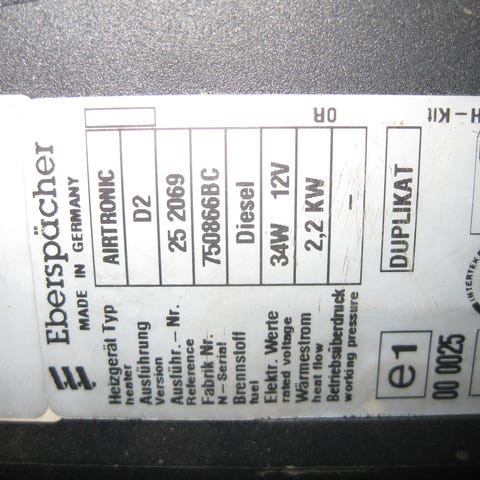 Eberspächer
MADE IN GERMANY
Heizgerät Typ AIRTRONIC
heater
Ausführung D2
Version
Ausführ. - Nr. 25 2069
Reference
Fabrik Nr. 750866BC
N - Serial
Brennstoff Diesel
fuel
Elektr. Werte 34W 12V
rated voltage
Wärmestrom 2,2 KW
heat flow
Betriebsüberdruck -
working pressure
OR
DUPLIKAT
e1
00 0025
H - Kit
INTERTEK